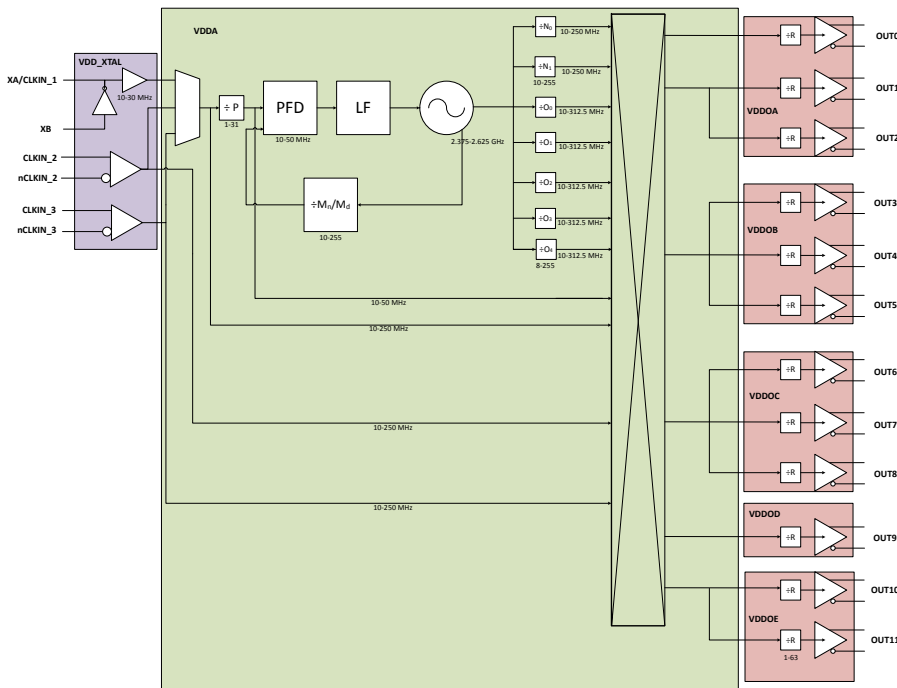 VDDA
VDD_XTAL
XA/CLKIN_1
10-30 MHz
XB
CLKIN_2
nCLKIN_2
CLKIN_3
nCLKIN_3
÷ P
1-31
PFD
10-50 MHz
LF
2.375-2.625 GHz
÷Mn/Md
10-255
÷N₀
10-250 MHz
÷N₁
10-250 MHz
10-255
÷O₀
10-312.5 MHz
÷O₁
10-312.5 MHz
÷O₂
10-312.5 MHz
÷O₃
10-312.5 MHz
÷O₄
10-312.5 MHz
8-255
10-50 MHz
10-250 MHz
10-250 MHz
10-250 MHz
÷R
OUT0
÷R
OUT1
VDDOA
÷R
OUT2
÷R
OUT3
VDDOB
÷R
OUT4
÷R
OUT5
÷R
OUT6
VDDOC
÷R
OUT7
÷R
OUT8
VDDOD
÷R
OUT9
÷R
OUT10
VDDOE
÷R
OUT11
1-63